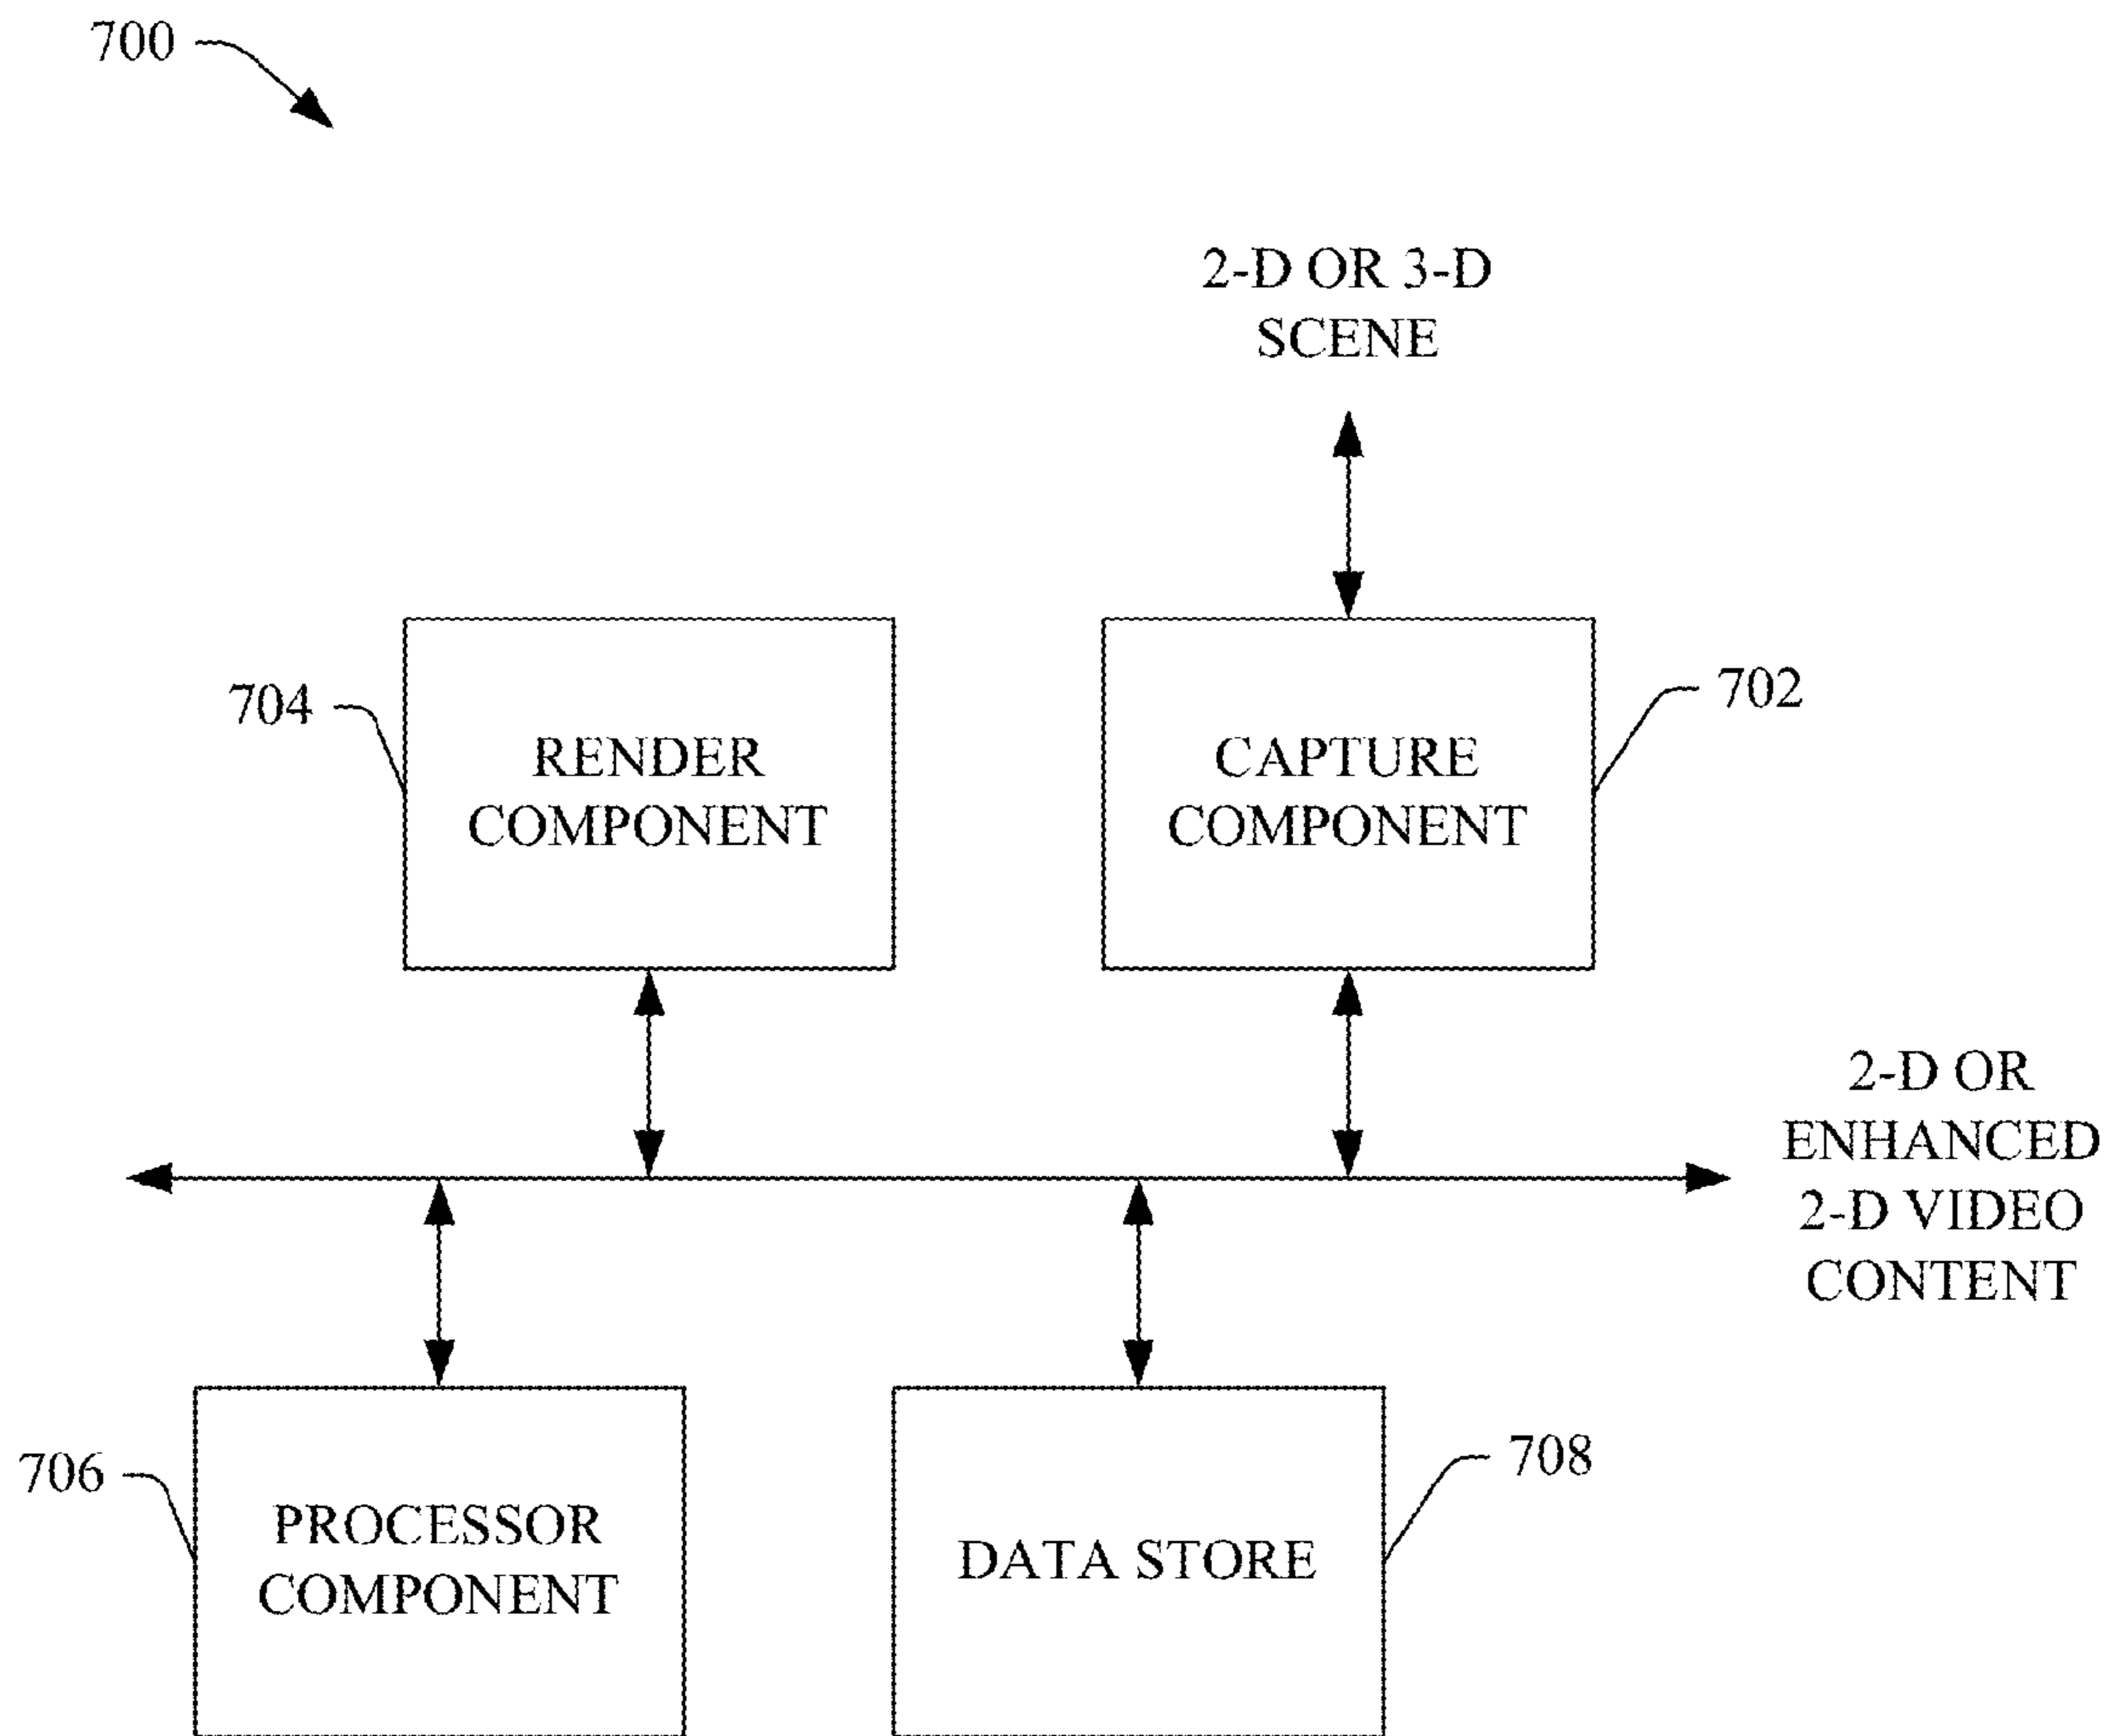 700
2-D OR 3-D
SCENE
704
RENDER
COMPONENT
CAPTURE
COMPONENT
702
2-D OR
ENHANCED
2-D VIDEO
CONTENT
706
PROCESSOR
COMPONENT
DATA STORE
708